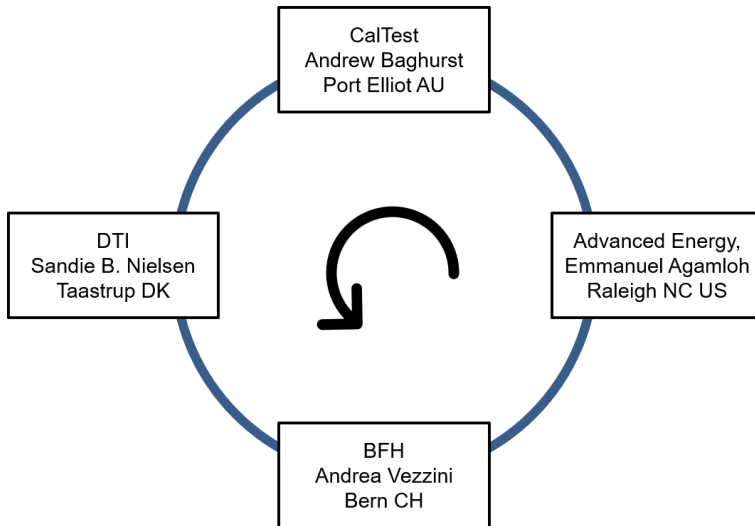 CalTest
Andrew Baghurst
Port Elliot AU
DTI
Sandie B. Nielsen
Taastrup DK
Advanced Energy,
Emmanuel Agamloh
Raleigh NC US
BFH
Andrea Vezzini
Bern CH